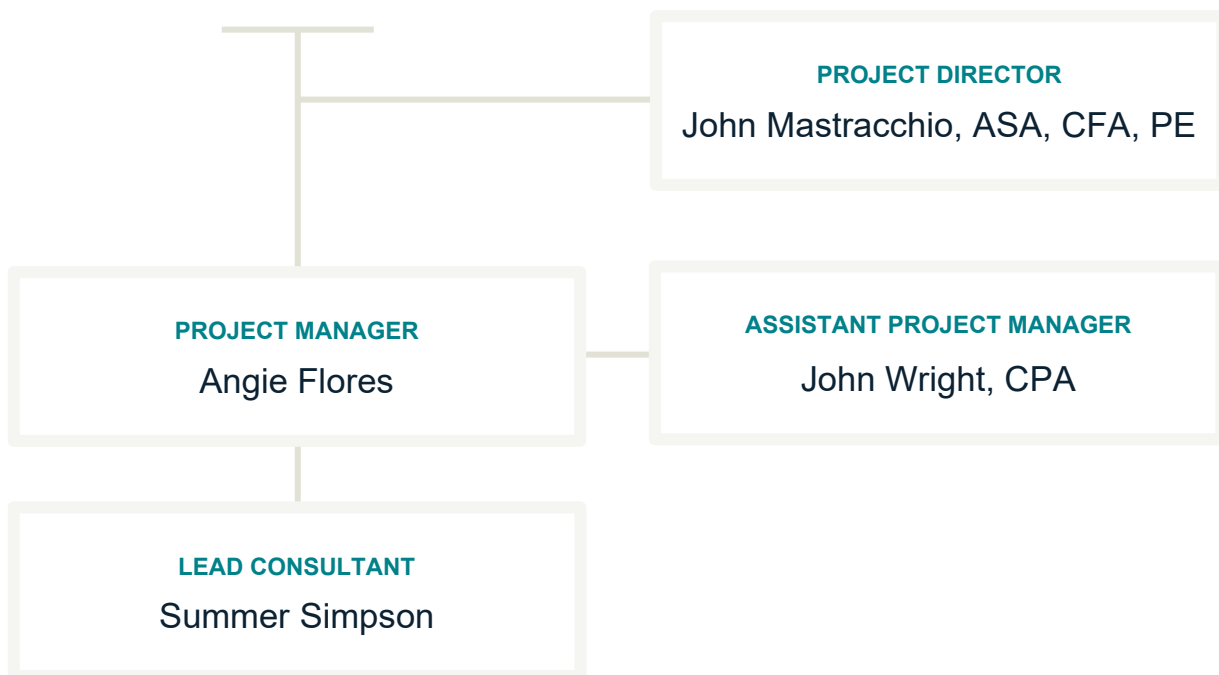 PROJECT DIRECTOR
John Mastracchio, ASA, CFA, PE
PROJECT MANAGER
Angie Flores
ASSISTANT PROJECT MANAGER
John Wright, CPA
LEAD CONSULTANT
Summer Simpson